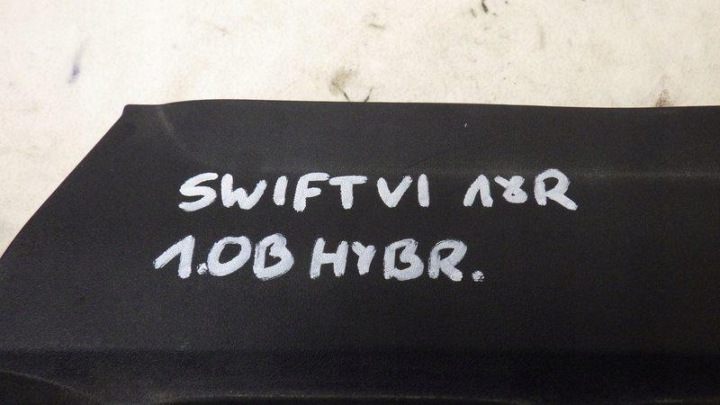 SWIFT VI 18R
1.0B HYBR.